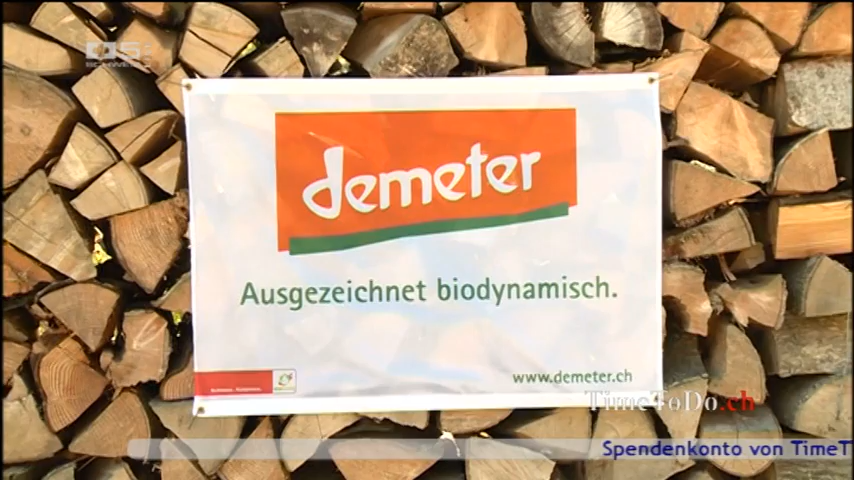 demeter
Ausgezeichnet biodynamisch.
www.demeter.ch
TimeToDo.ch
Spendenkonto von TimeT